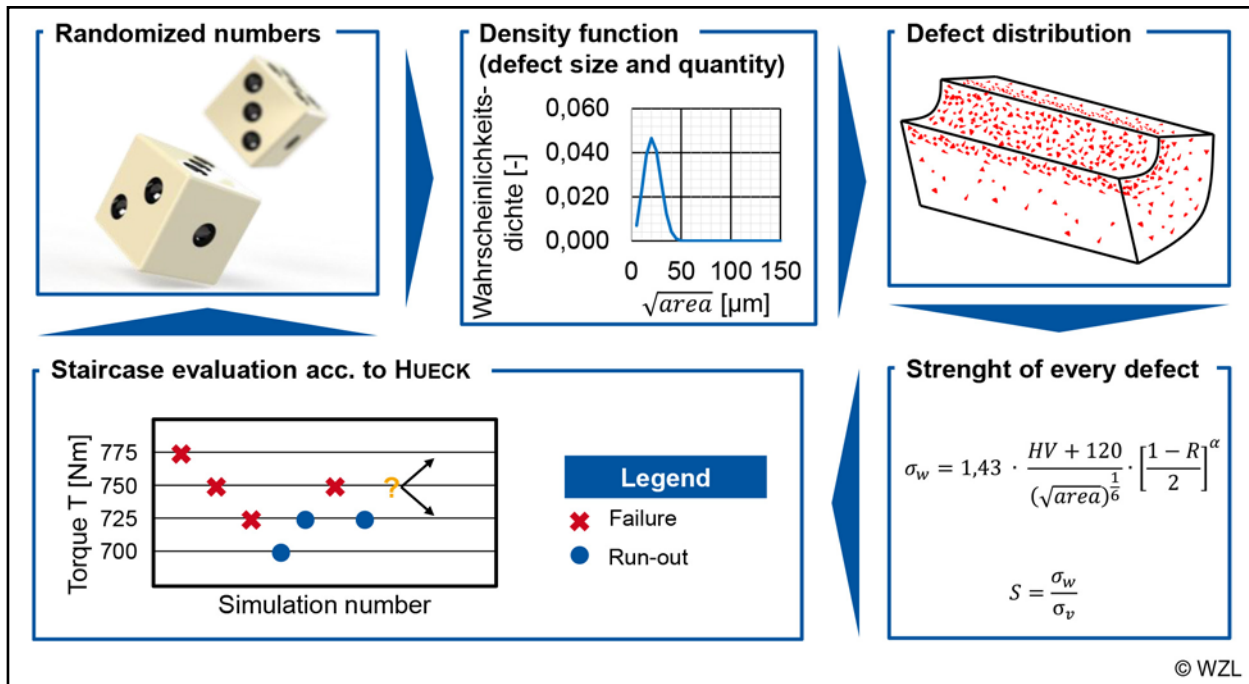 Randomized numbers
Density function
(defect size and quantity)
Wahrscheinlichkeits-
dichte [-]
0,060
0,040
0,020
0,000
0 50 100 150
√area [µm]
Defect distribution
Staircase evaluation acc. to HUECK
Torque T [Nm]
775
750
725
700
?
Simulation number
Legend
Failure
Run-out
Strenght of every defect
σ_w = 1,43 · (HV + 120)/((√area)^(1/6)) · [(1 − R)/2]^α
S = σ_w/σ_v
© WZL